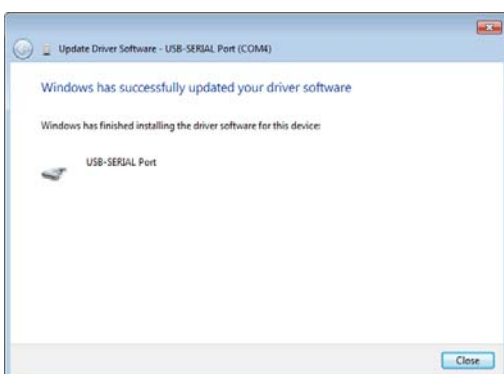 Update Driver Software - USB-SERIAL Port (COM4)
Windows has successfully updated your driver software
Windows has finished installing the driver software for this device:
USB-SERIAL Port
Close